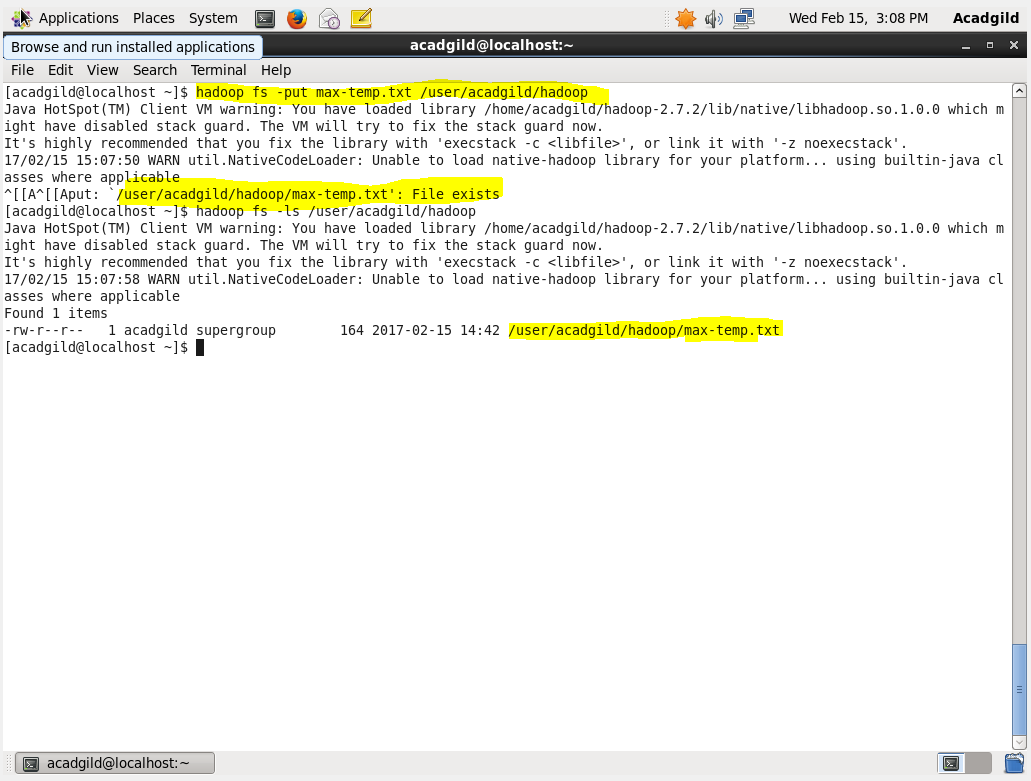 Applications Places System Wed Feb 15, 3:08 PM Acadgild
Browse and run installed applications
acadgild@localhost:~
File Edit View Search Terminal Help
[acadgild@localhost ~]$ hadoop fs -put max-temp.txt /user/acadgild/hadoop
Java HotSpot(TM) Client VM warning: You have loaded library /home/acadgild/hadoop-2.7.2/lib/native/libhadoop.so.1.0.0 which m
ight have disabled stack guard. The VM will try to fix the stack guard now.
It's highly recommended that you fix the library with 'execstack -c <libfile>', or link it with '-z noexecstack'.
17/02/15 15:07:50 WARN util.NativeCodeLoader: Unable to load native-hadoop library for your platform... using builtin-java cl
asses where applicable
^[[A^[[Aput: `/user/acadgild/hadoop/max-temp.txt': File exists
[acadgild@localhost ~]$ hadoop fs -ls /user/acadgild/hadoop
Java HotSpot(TM) Client VM warning: You have loaded library /home/acadgild/hadoop-2.7.2/lib/native/libhadoop.so.1.0.0 which m
ight have disabled stack guard. The VM will try to fix the stack guard now.
It's highly recommended that you fix the library with 'execstack -c <libfile>', or link it with '-z noexecstack'.
17/02/15 15:07:58 WARN util.NativeCodeLoader: Unable to load native-hadoop library for your platform... using builtin-java cl
asses where applicable
Found 1 items
-rw-r--r--   1 acadgild supergroup        164 2017-02-15 14:42 /user/acadgild/hadoop/max-temp.txt
[acadgild@localhost ~]$
acadgild@localhost:~